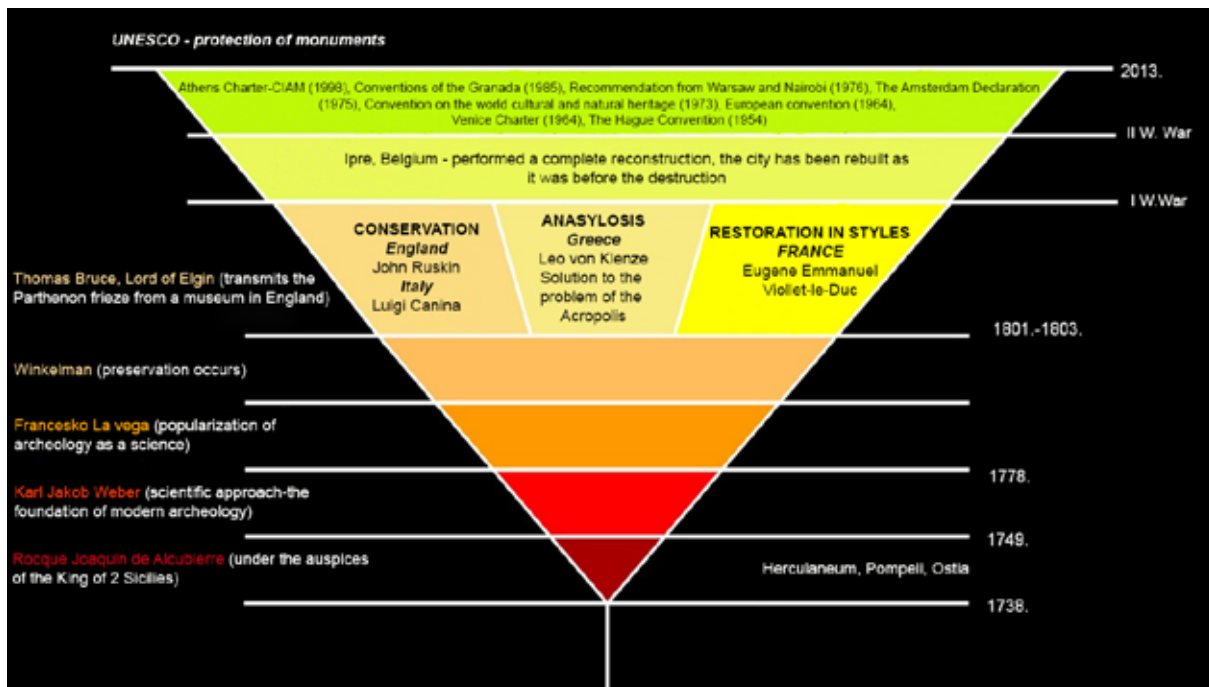 UNESCO - protection of monuments
2013.
Athens Charter-CIAM (1998), Conventions of the Granada (1985), Recommendation from Warsaw and Nairobi (1976), The Amsterdam Declaration
(1975), Convention on the world cultural and natural heritage (1973), European convention (1964),
Venice Charter (1964), The Hague Convention (1954)
II W. War
Ipre, Belgium - performed a complete reconstruction, the city has been rebuilt as
it was before the destruction
I W.War
CONSERVATION
England
John Ruskin
Italy
Luigi Canina
ANASYLOSIS
Greece
Leo von Klenze
Solution to the
problem of the
Acropolis
RESTORATION IN STYLES
FRANCE
Eugene Emmanuel
Viollet-le-Duc
Thomas Bruce, Lord of Elgin (transmits the
Parthenon frieze from a museum in England)
1801.-1803.
Winkelman (preservation occurs)
Francesko La vega (popularization of
archeology as a science)
1778.
Karl Jakob Weber (scientific approach-the
foundation of modern archeology)
1749.
Rocque Joaquin de Alcubierre (under the auspices
of the King of 2 Sicilies)
Herculaneum, Pompeii, Ostia
1738.